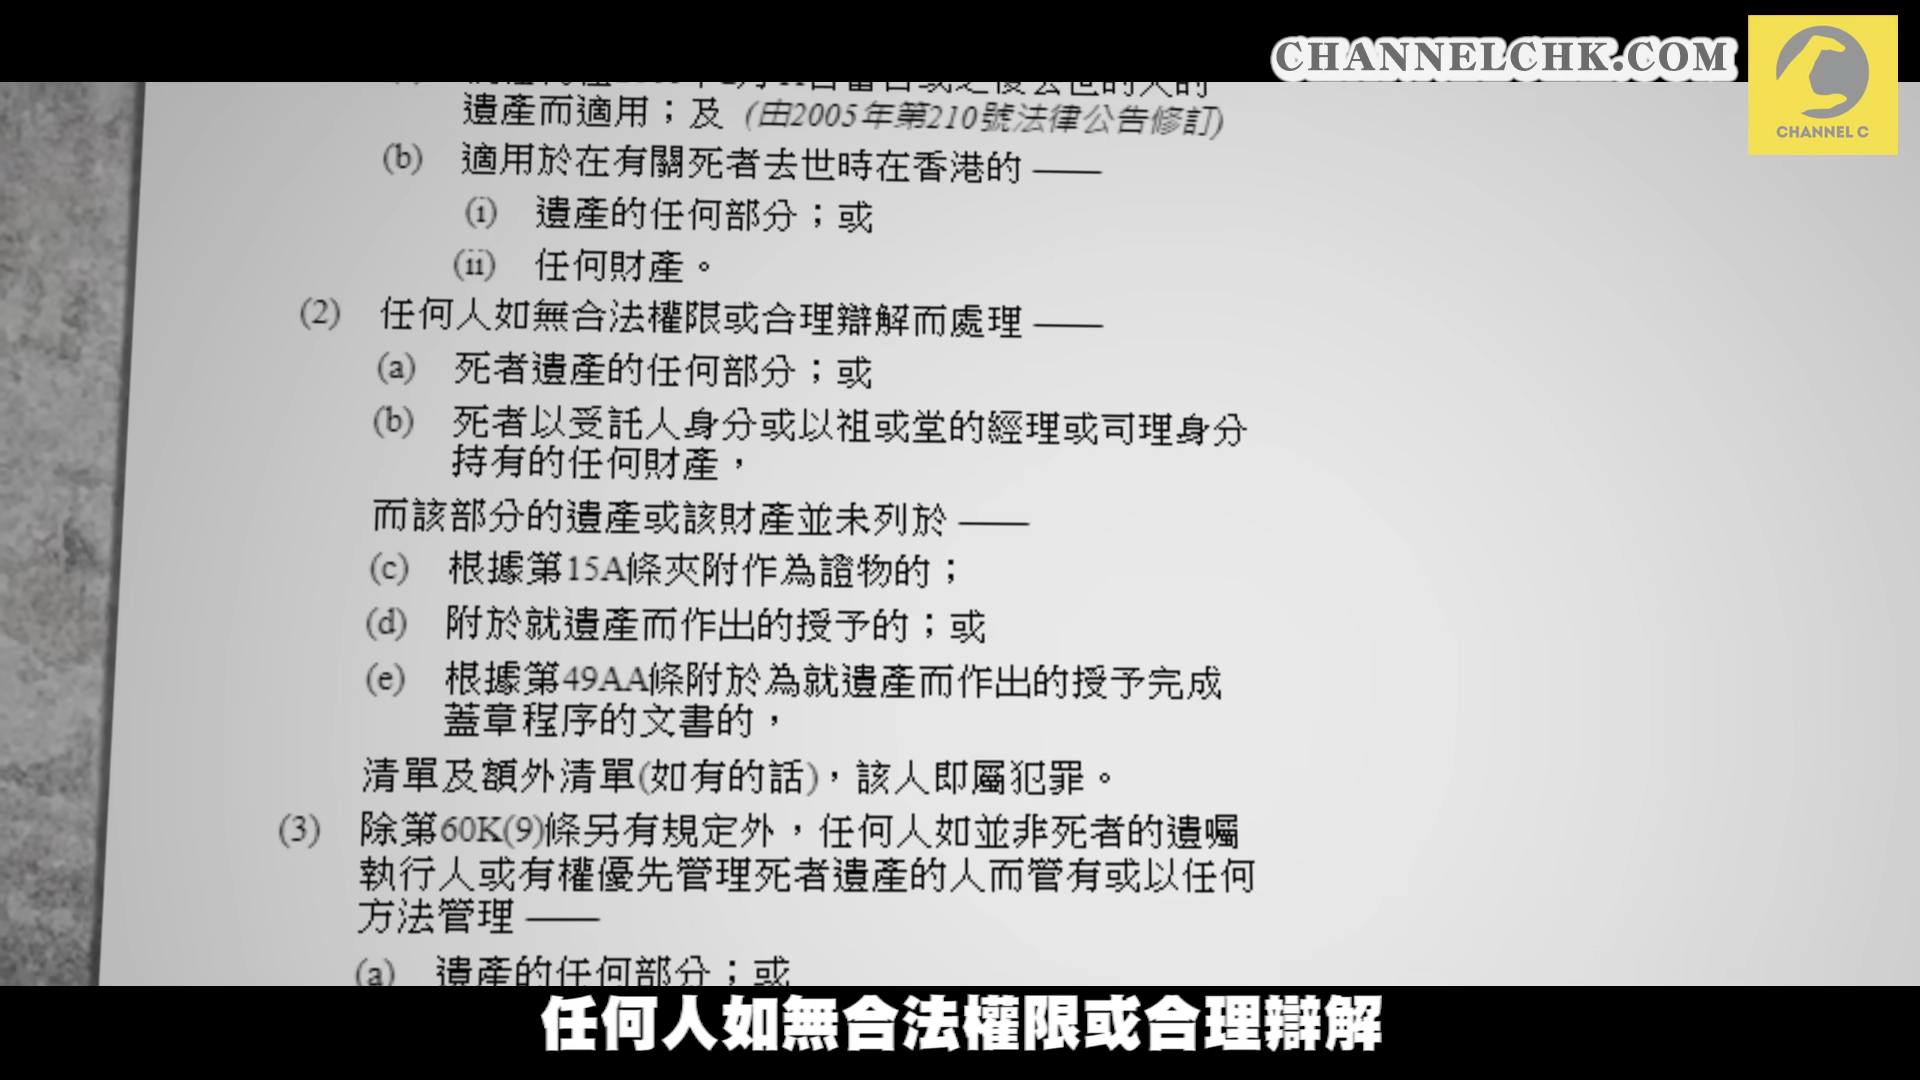 CHANNELCHK.COM
CHANNEL C
遺產而適用；及 (由2005年第210號法律公告修訂)
(b) 適用於在有關死者去世時在香港的 ——
(i) 遺產的任何部分；或
(ii) 任何財產。
(2) 任何人如無合法權限或合理辯解而處理 ——
(a) 死者遺產的任何部分；或
(b) 死者以受託人身分或以祖或堂的經理或司理身分
持有的任何財產，
而該部分的遺產或該財產並未列於 ——
(c) 根據第15A條夾附作為證物的；
(d) 附於就遺產而作出的授予的；或
(e) 根據第49AA條附於為就遺產而作出的授予完成
蓋章程序的文書的，
清單及額外清單(如有的話)，該人即屬犯罪。
(3) 除第60K(9)條另有規定外，任何人如並非死者的遺囑
執行人或有權優先管理死者遺產的人而管有或以任何
方法管理 ——
(a) 遺產的任何部分；或
任何人如無合法權限或合理辯解